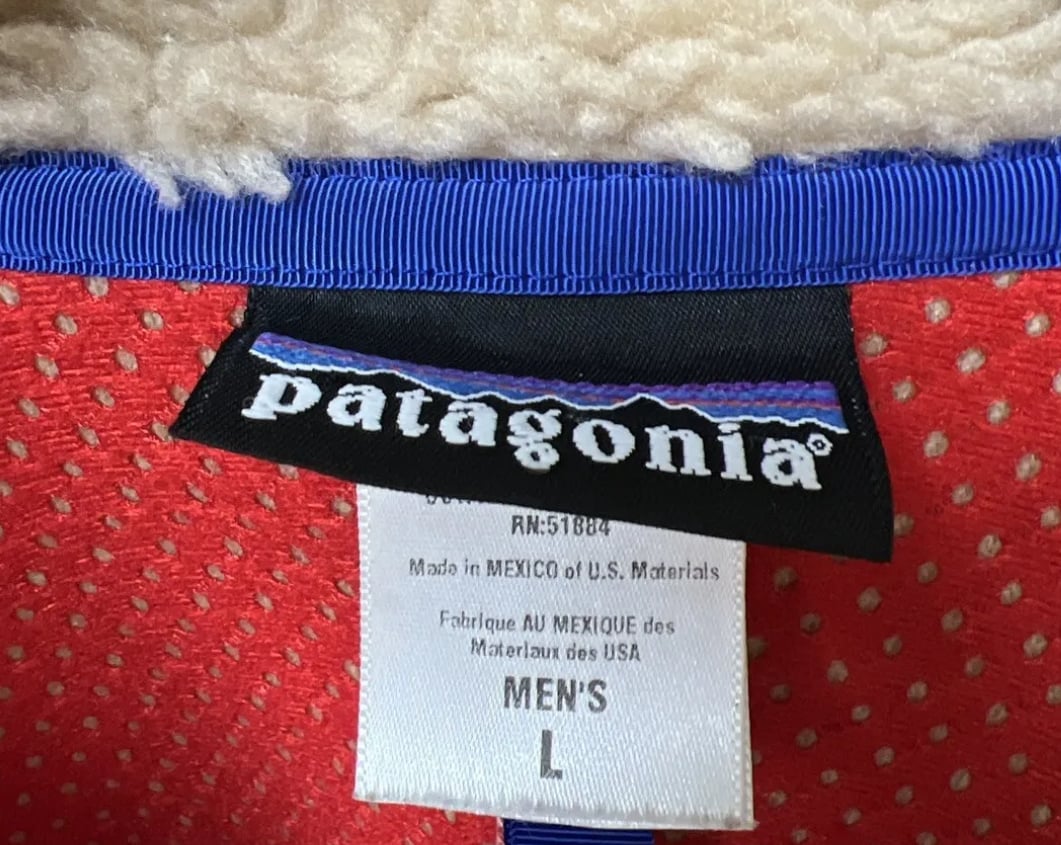 patagonia®
RN:51884
Made in MEXICO of U.S. Materials
Fabrique AU MEXIQUE des
Materiaux des USA
MEN'S
L